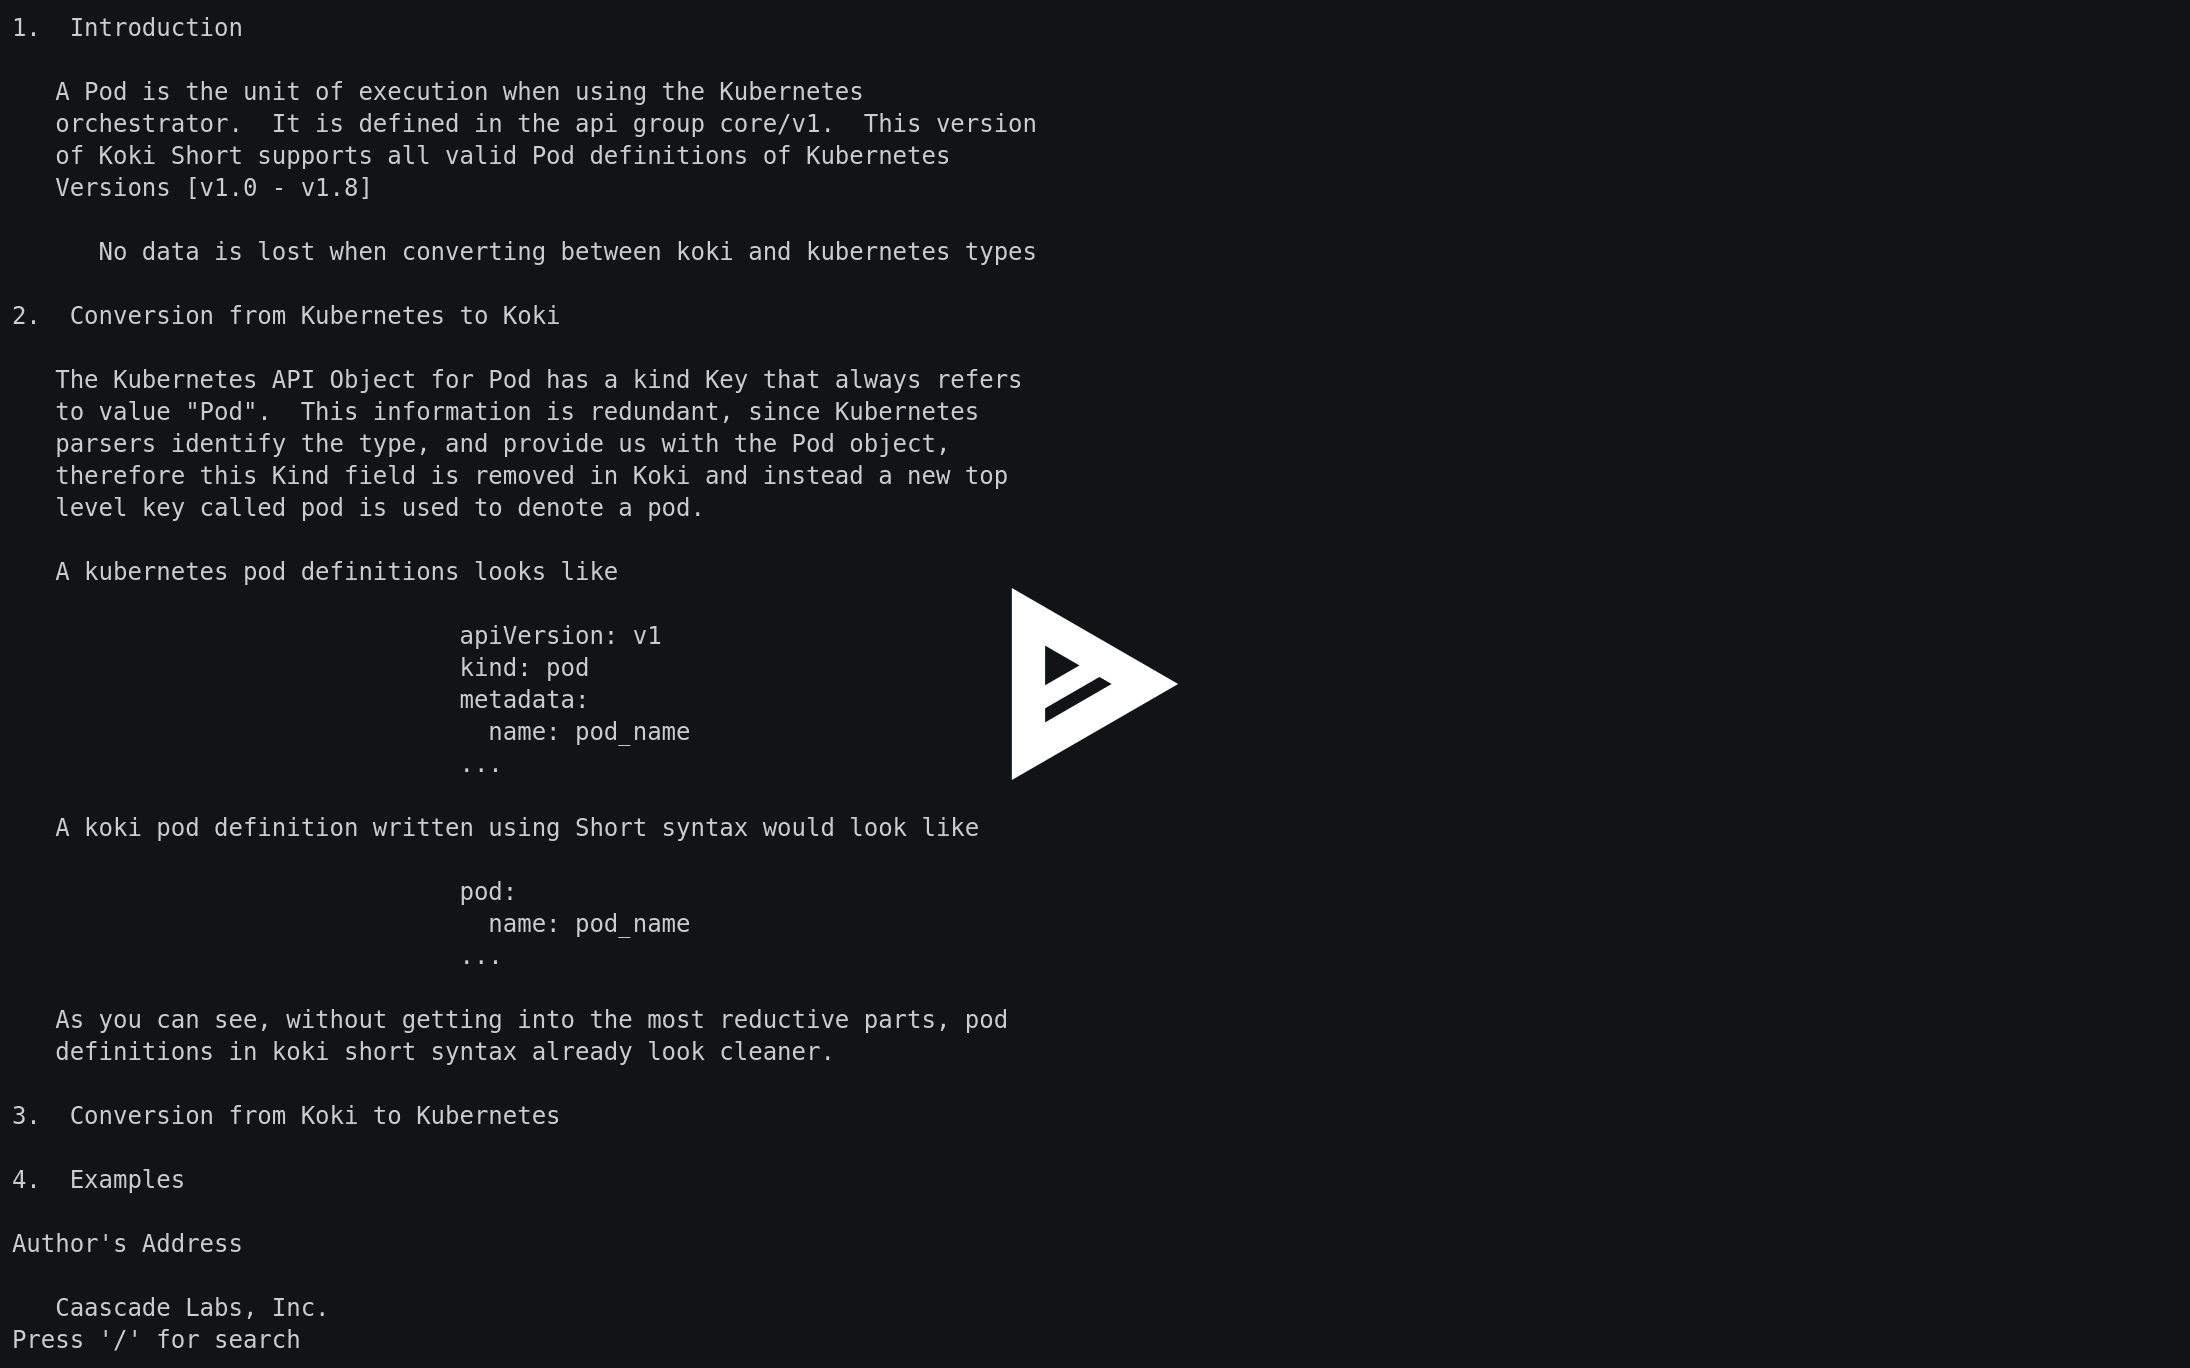 1.  Introduction
A Pod is the unit of execution when using the Kubernetes
orchestrator.  It is defined in the api group core/v1.  This version
of Koki Short supports all valid Pod definitions of Kubernetes
Versions [v1.0 - v1.8]
No data is lost when converting between koki and kubernetes types
2.  Conversion from Kubernetes to Koki
The Kubernetes API Object for Pod has a kind Key that always refers
to value "Pod".  This information is redundant, since Kubernetes
parsers identify the type, and provide us with the Pod object,
therefore this Kind field is removed in Koki and instead a new top
level key called pod is used to denote a pod.
A kubernetes pod definitions looks like
apiVersion: v1
kind: pod
metadata:
name: pod_name
...
A koki pod definition written using Short syntax would look like
pod:
name: pod_name
...
As you can see, without getting into the most reductive parts, pod
definitions in koki short syntax already look cleaner.
3.  Conversion from Koki to Kubernetes
4.  Examples
Author's Address
Caascade Labs, Inc.
Press '/' for search